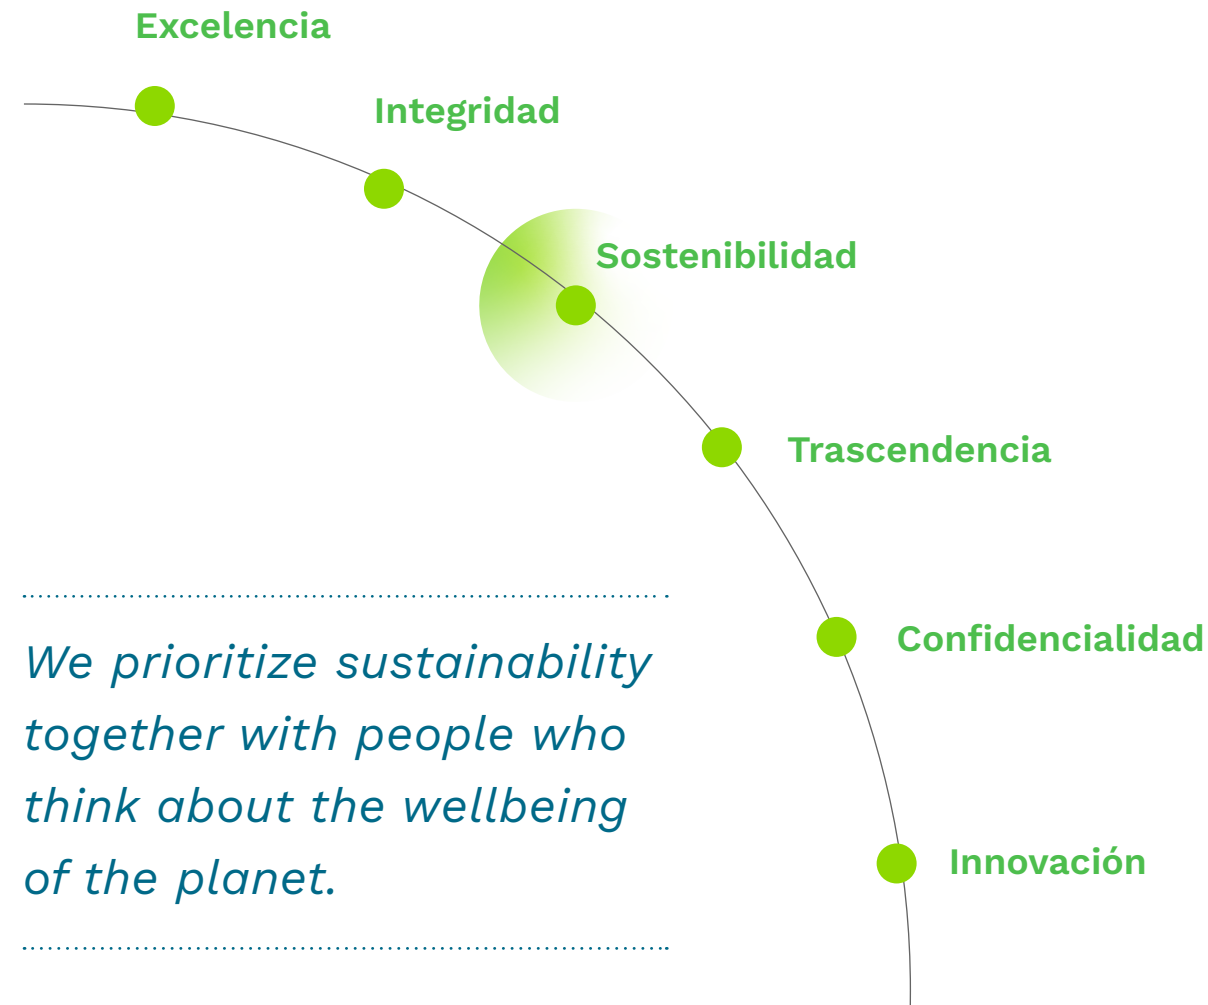 Excelencia
Integridad
Sostenibilidad
Trascendencia
Confidencialidad
Innovación
We prioritize sustainability
together with people who
think about the wellbeing
of the planet.